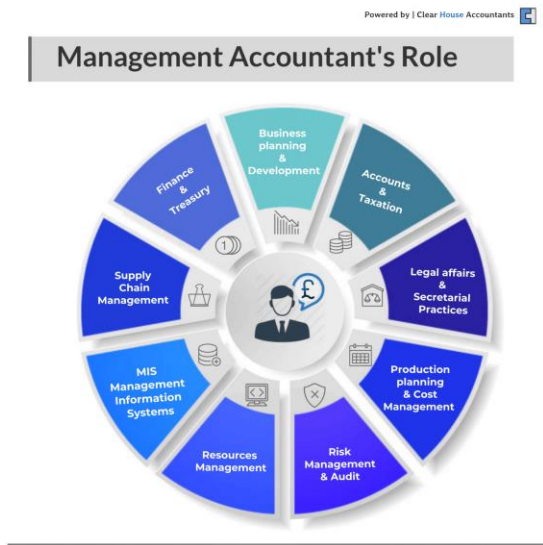 Powered by | Clear House Accountants
Management Accountant's Role
Business
planning
&
Development
Accounts
&
Taxation
Legal affairs
&
Secretarial
Practices
Production
planning
& Cost
Management
Risk
Management
& Audit
Resources
Management
MIS
Management
Information
Systems
Supply
Chain
Management
Finance
&
Treasury
1
£